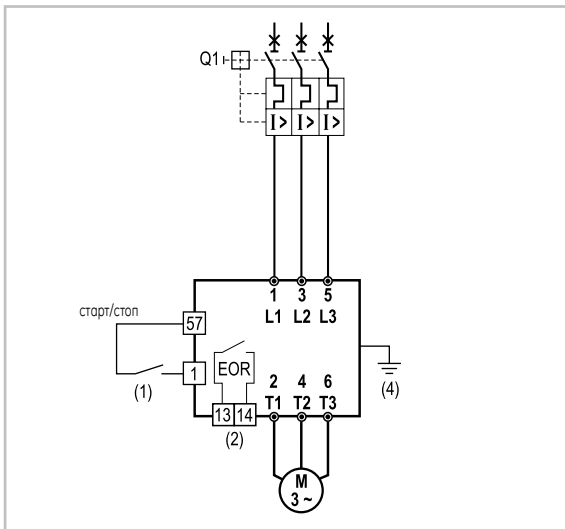 Q1
I> I> I>
1 3 5
L1 L2 L3
старт/стоп
57
1
EOR
(1)
13 14
(2)
2 4 6
T1 T2 T3
(4)
M
3 ~